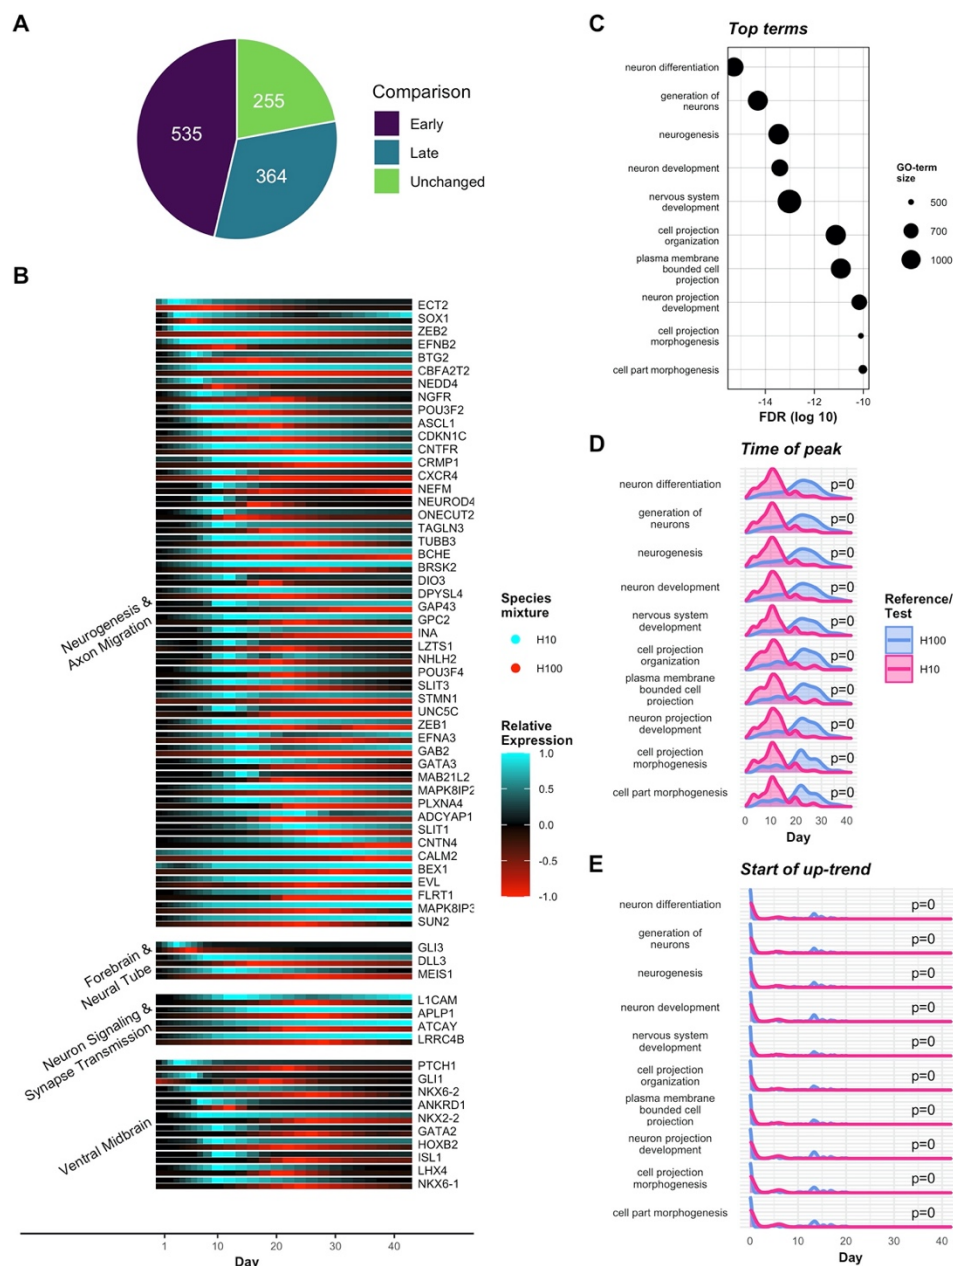 A
535
255
364
Comparison
Early
Late
Unchanged
B
ECT2
SOX1
ZEB2
EFNB2
BTG2
CBFA2T2
NEDD4
NGFR
POU3F2
ASCL1
CDKN1C
CNTFR
CRMP1
CXCR4
NEFM
NEUROD4
ONECUT2
TAGLN3
TUBB3
BCHE
BRSK2
DIO3
DPYSL4
GAP43
GPC2
INA
LZTS1
NHLH2
POU3F4
SLIT3
STMN1
UNC5C
ZEB1
EFNA3
GAB2
GATA3
MAB21L2
MAPK8IP2
PLXNA4
ADCYAP1
SLIT1
CNTN4
CALM2
BEX1
EVL
FLRT1
MAPK8IP3
SUN2
Neurogenesis &
Axon Migration
GLI3
DLL3
MEIS1
Forebrain &
Neural Tube
L1CAM
APLP1
ATCAY
LRRC4B
Neuron Signaling &
Synapse Transmission
PTCH1
GLI1
NKX6-2
ANKRD1
NKX2-2
GATA2
HOXB2
ISL1
LHX4
NKX6-1
Ventral Midbrain
1
10
20
30
40
Day
Species
mixture
H10
H100
Relative
Expression
1.0
0.5
0.0
-0.5
-1.0
C
Top terms
neuron differentiation
generation of
neurons
neurogenesis
neuron development
nervous system
development
cell projection
organization
plasma membrane
bounded cell
projection
neuron projection
development
cell projection
morphogenesis
cell part morphogenesis
-14
-12
-10
FDR (log 10)
GO-term
size
500
700
1000
D
Time of peak
neuron differentiation
p=0
generation of
neurons
p=0
neurogenesis
p=0
neuron development
p=0
nervous system
development
p=0
cell projection
organization
p=0
plasma membrane
bounded cell
projection
p=0
neuron projection
development
p=0
cell projection
morphogenesis
p=0
cell part morphogenesis
p=0
0
10
20
30
40
Day
Reference/
Test
H100
H10
E
Start of up-trend
neuron differentiation
p=0
generation of
neurons
p=0
neurogenesis
p=0
neuron development
p=0
nervous system
development
p=0
cell projection
organization
p=0
plasma membrane
bounded cell
projection
p=0
neuron projection
development
p=0
cell projection
morphogenesis
p=0
cell part morphogenesis
p=0
0
10
20
30
40
Day